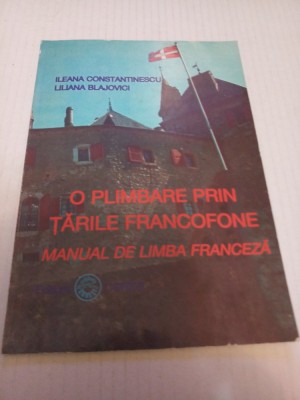 ILEANA CONSTANTINESCU
LILIANA BLAJOVICI
O PLIMBARE PRIN
ȚĂRILE FRANCOFONE
MANUAL DE LIMBA FRANCEZĂ